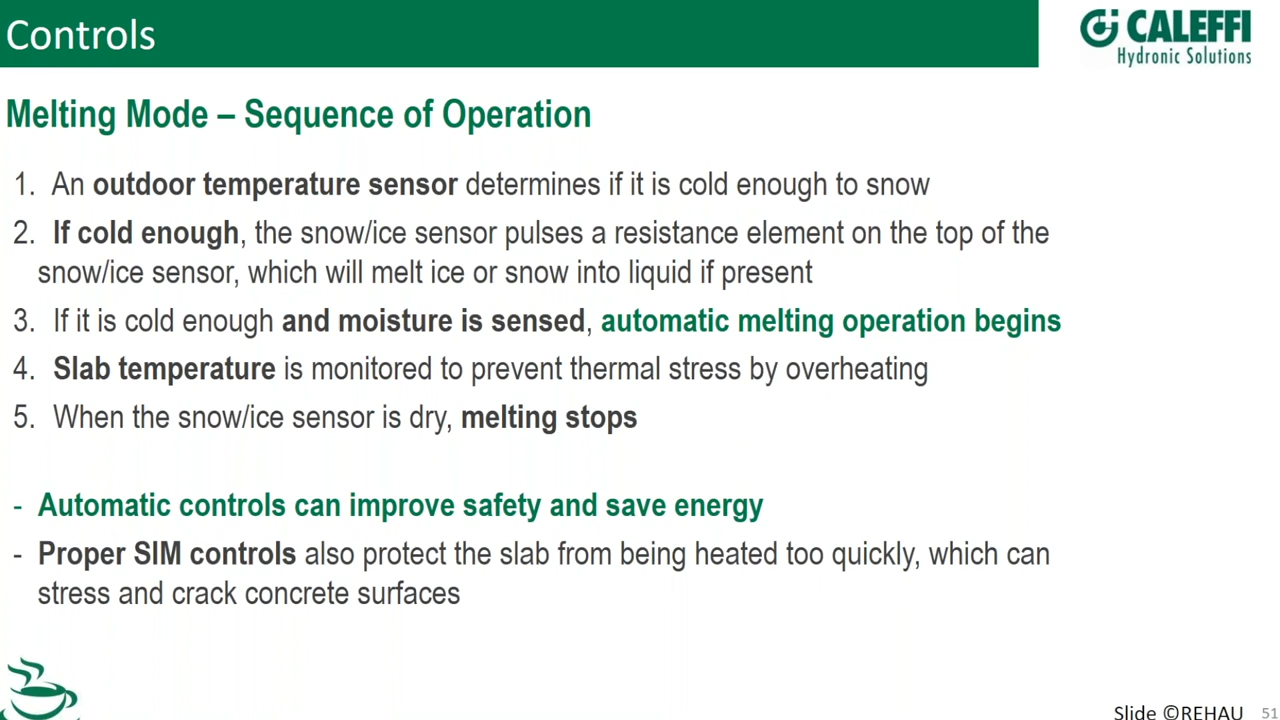 Controls
CALEFFI
Hydronic Solutions
Melting Mode – Sequence of Operation
1. An outdoor temperature sensor determines if it is cold enough to snow
2. If cold enough, the snow/ice sensor pulses a resistance element on the top of the
snow/ice sensor, which will melt ice or snow into liquid if present
3. If it is cold enough and moisture is sensed, automatic melting operation begins
4. Slab temperature is monitored to prevent thermal stress by overheating
5. When the snow/ice sensor is dry, melting stops
- Automatic controls can improve safety and save energy
- Proper SIM controls also protect the slab from being heated too quickly, which can
stress and crack concrete surfaces
Slide ©REHAU 51